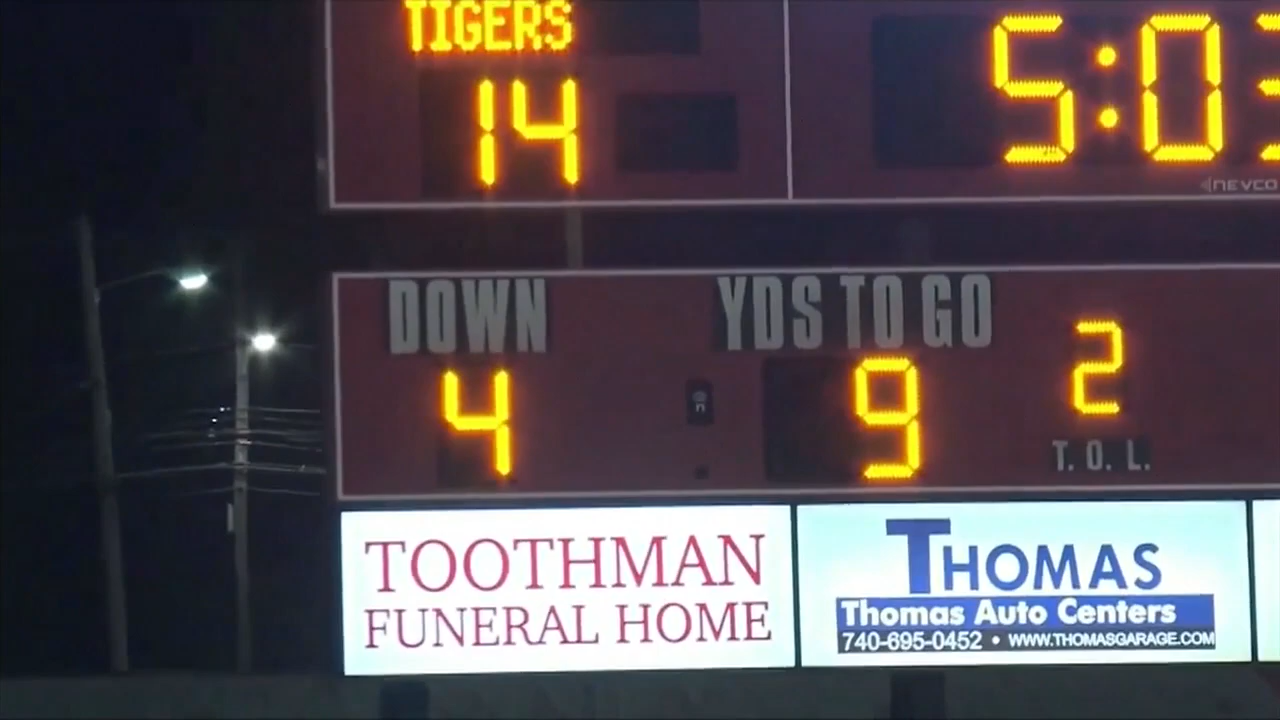 TIGERS
14
5:03
NEVCO
DOWN
YDS TO GO
4
9
2
T. O. L.
TOOTHMAN
FUNERAL HOME
THOMAS
Thomas Auto Centers
740-695-0452 • WWW.THOMASGARAGE.COM